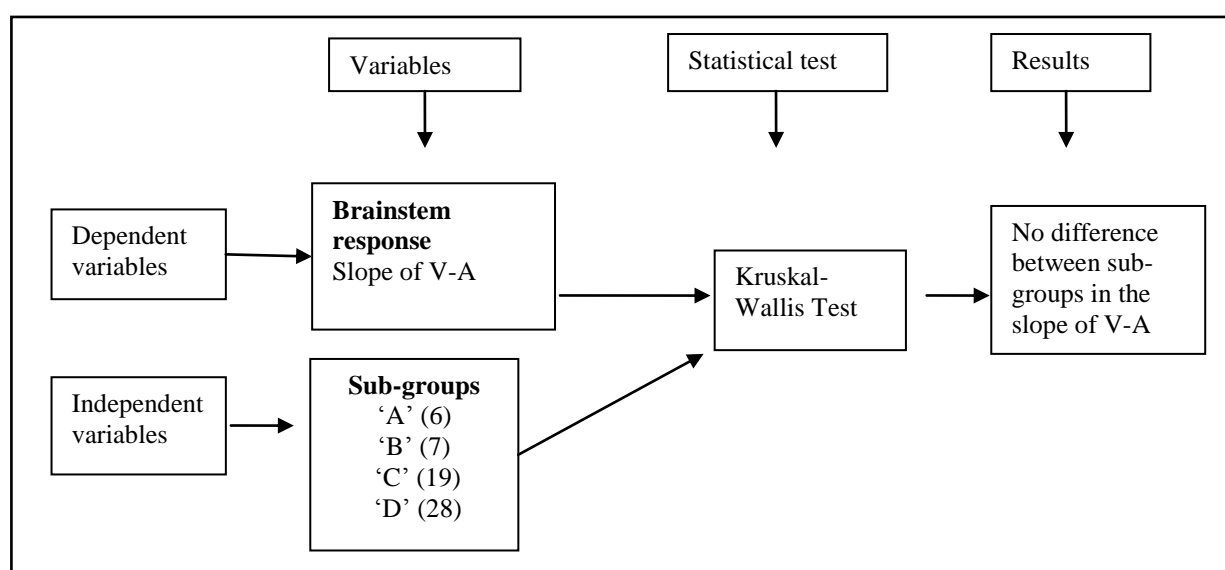 Variables
Statistical test
Results
Dependent
variables
Brainstem
response
Slope of V-A
Kruskal-
Wallis Test
No difference
between sub-
groups in the
slope of V-A
Independent
variables
Sub-groups
‘A’ (6)
‘B’ (7)
‘C’ (19)
‘D’ (28)